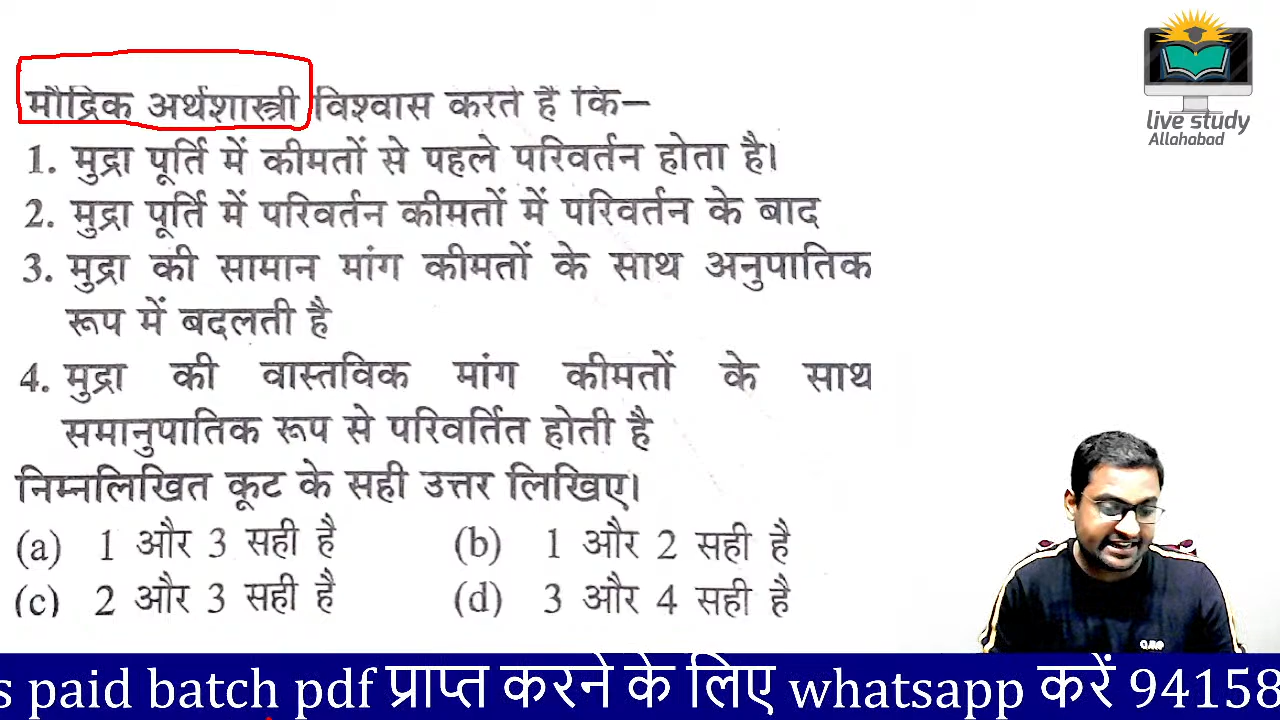 live study
Allahabad
मौद्रिक अर्थशास्त्री विश्वास करते हैं कि–
1. मुद्रा पूर्ति में कीमतों से पहले परिवर्तन होता है।
2. मुद्रा पूर्ति में परिवर्तन कीमतों में परिवर्तन के बाद
3. मुद्रा की सामान मांग कीमतों के साथ अनुपातिक
रूप में बदलती है
4. मुद्रा की वास्तविक मांग कीमतों के साथ
समानुपातिक रूप से परिवर्तित होती है
निम्नलिखित कूट के सही उत्तर लिखिए।
(a) 1 और 3 सही है (b) 1 और 2 सही है
(c) 2 और 3 सही है (d) 3 और 4 सही है
s paid batch pdf प्राप्त करने के लिए whatsapp करें 94158